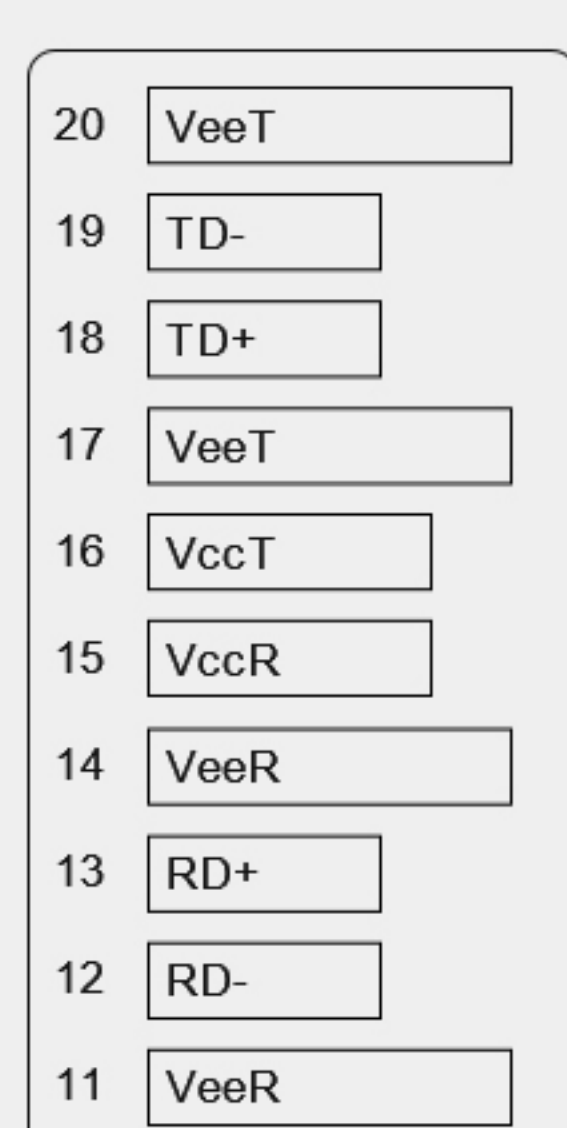 20 VeeT
19 TD-
18 TD+
17 VeeT
16 VccT
15 VccR
14 VeeR
13 RD+
12 RD-
11 VeeR